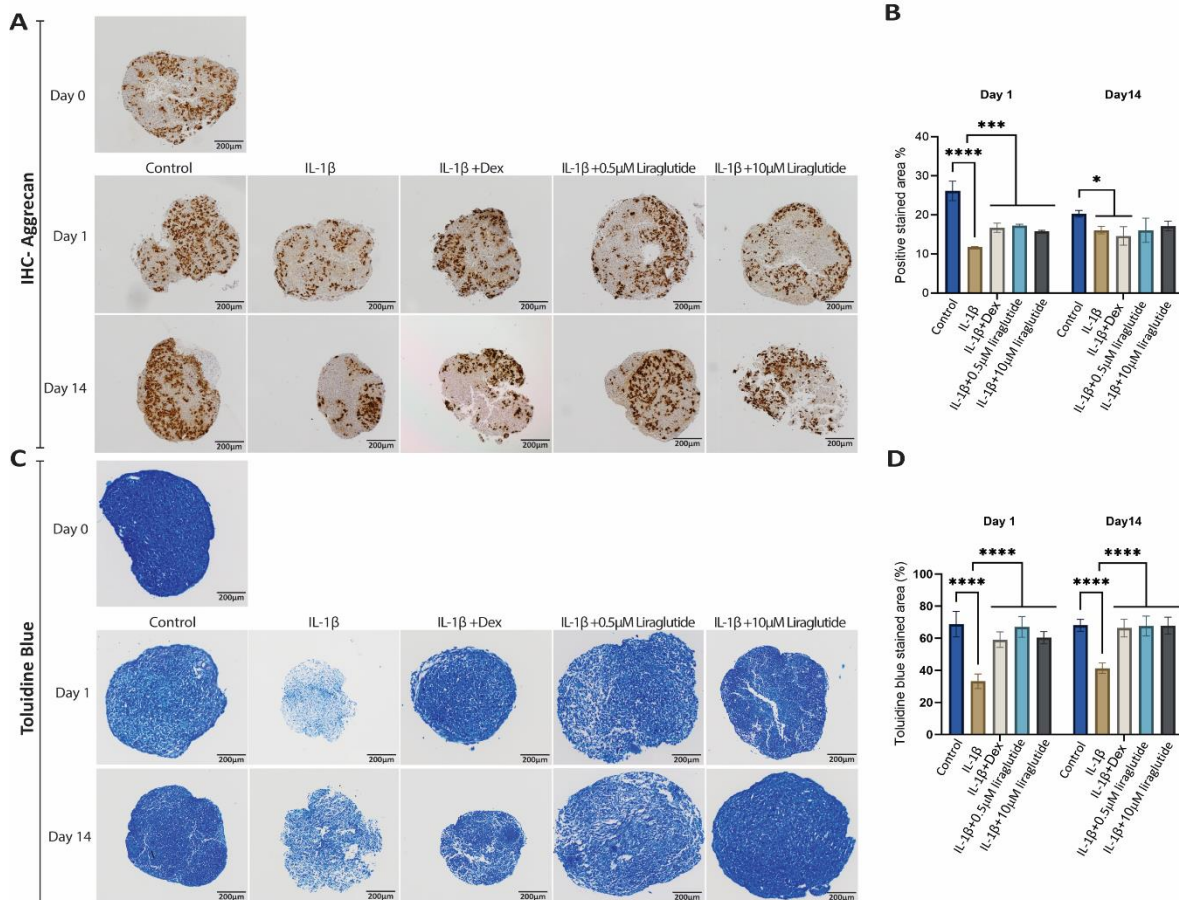 A
IHC- Aggrecan
Day 0
200µm
Control
IL-1β
IL-1β +Dex
IL-1β +0.5µM Liraglutide
IL-1β +10µM Liraglutide
Day 1
200µm
200µm
200µm
200µm
200µm
Day 14
200µm
200µm
200µm
200µm
200µm
B
Day 1
Day14
Positive stained area %
40
30
20
10
0
****
***
*
Control
IL-1β
IL-1β+Dex
IL-1β+0.5µM liraglutide
IL-1β+10µM liraglutide
Control
IL-1β
IL-1β+Dex
IL-1β+0.5µM liraglutide
IL-1β+10µM liraglutide
C
Toluidine Blue
Day 0
200µm
Control
IL-1β
IL-1β +Dex
IL-1β +0.5µM Liraglutide
IL-1β +10µM Liraglutide
Day 1
200µm
200µm
200µm
200µm
200µm
Day 14
200µm
200µm
200µm
200µm
200µm
D
Day 1
Day14
Toluidine blue stained area (%)
100
80
60
40
20
0
****
****
****
****
Control
IL-1β
IL-1β+Dex
IL-1β+0.5µM liraglutide
IL-1β+10µM liraglutide
Control
IL-1β
IL-1β+Dex
IL-1β+0.5µM liraglutide
IL-1β+10µM liraglutide